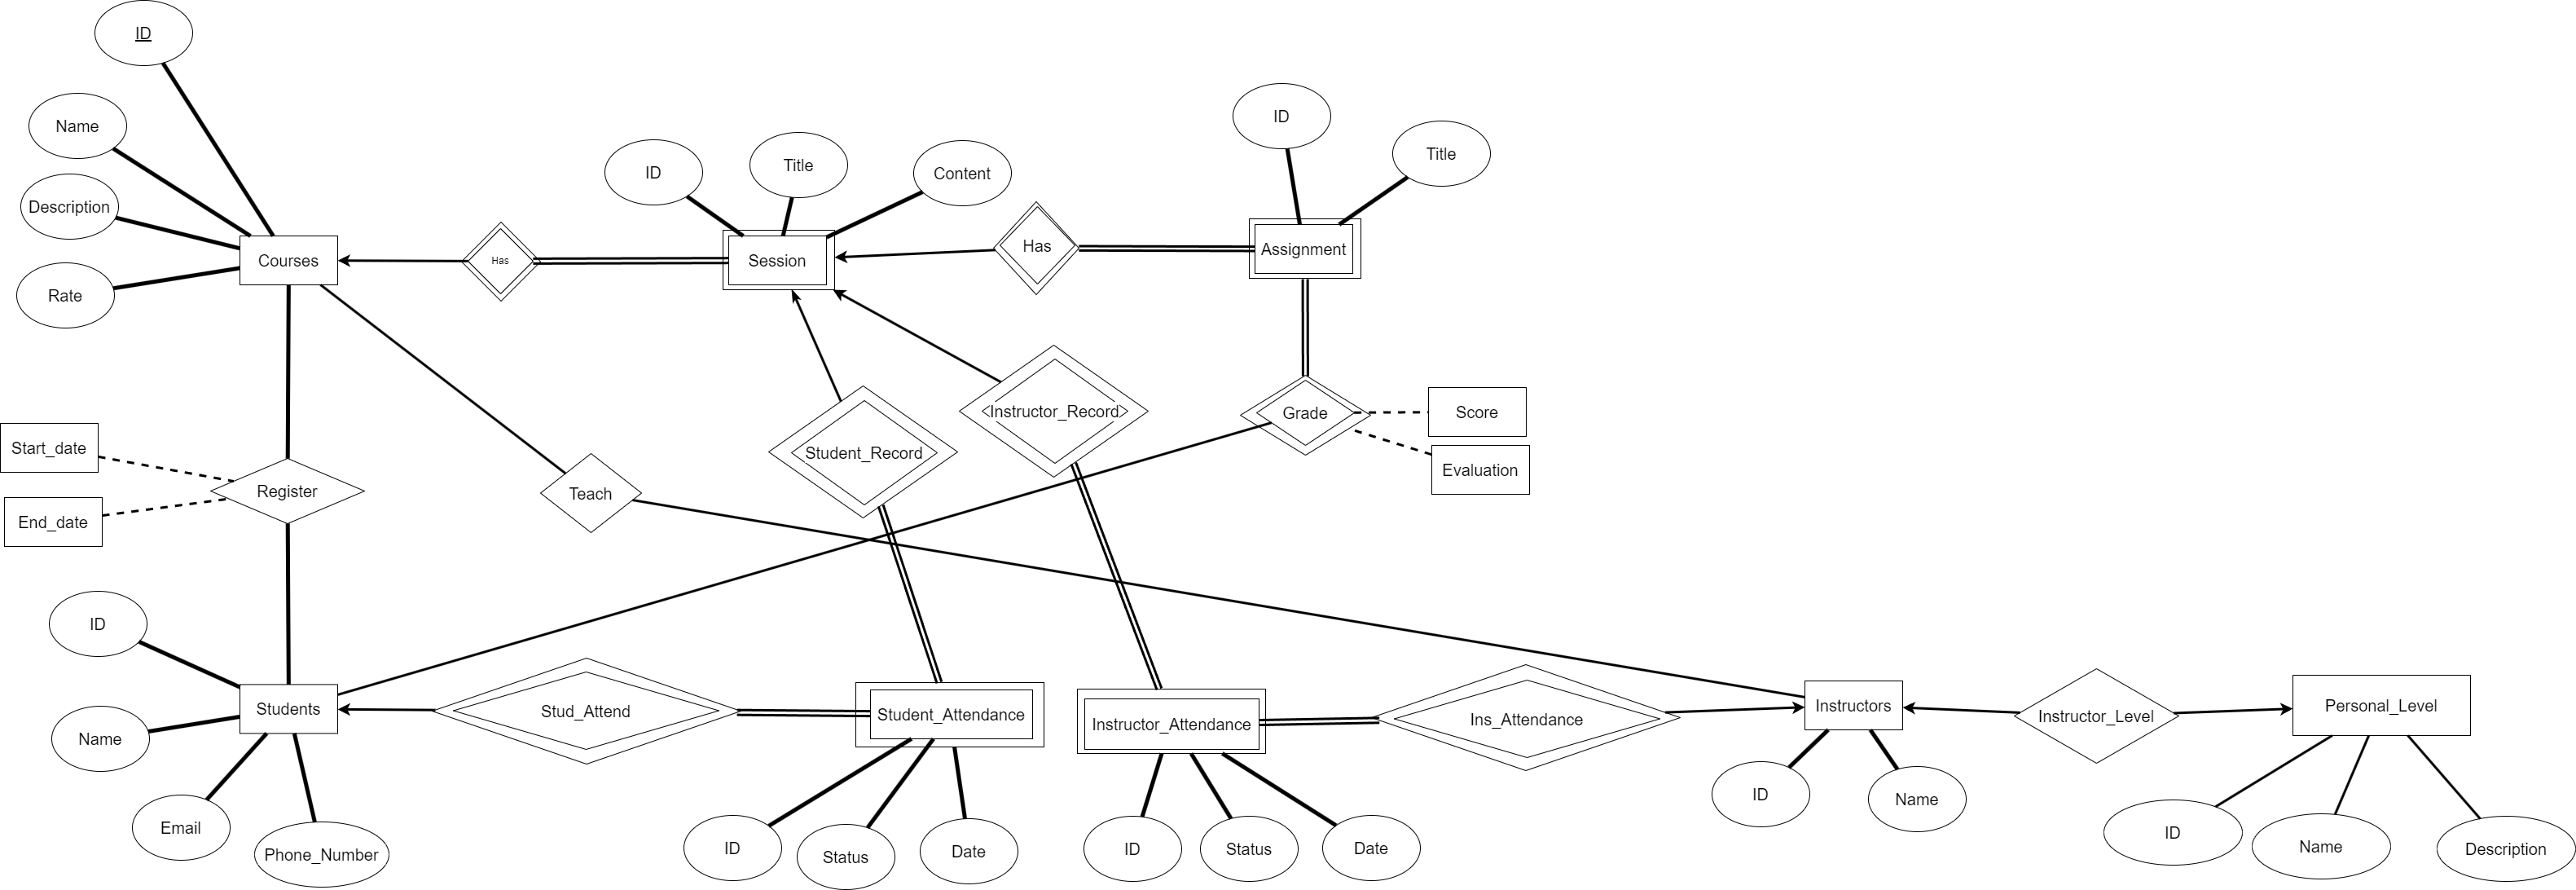 ID
Name
Description
Rate
Courses
Has
ID
Title
Content
Session
Has
ID
Title
Assignment
Start_date
End_date
Register
Teach
Student_Record
Instructor_Record
Grade
Score
Evaluation
ID
Name
Email
Phone_Number
Students
Stud_Attend
Student_Attendance
ID
Status
Date
Instructor_Attendance
ID
Status
Date
Ins_Attendance
Instructors
ID
Name
Instructor_Level
Personal_Level
ID
Name
Description